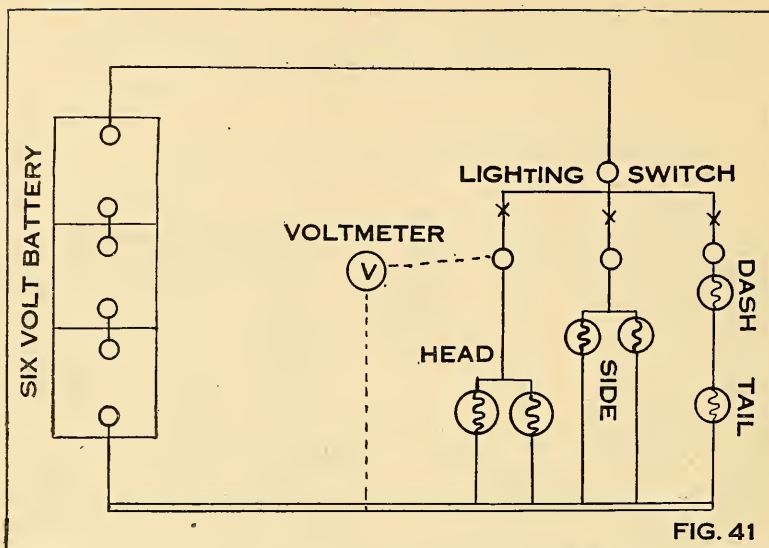 SIX VOLT BATTERY
LIGHTING SWITCH
VOLTMETER
V
HEAD
SIDE
DASH
TAIL
FIG. 41